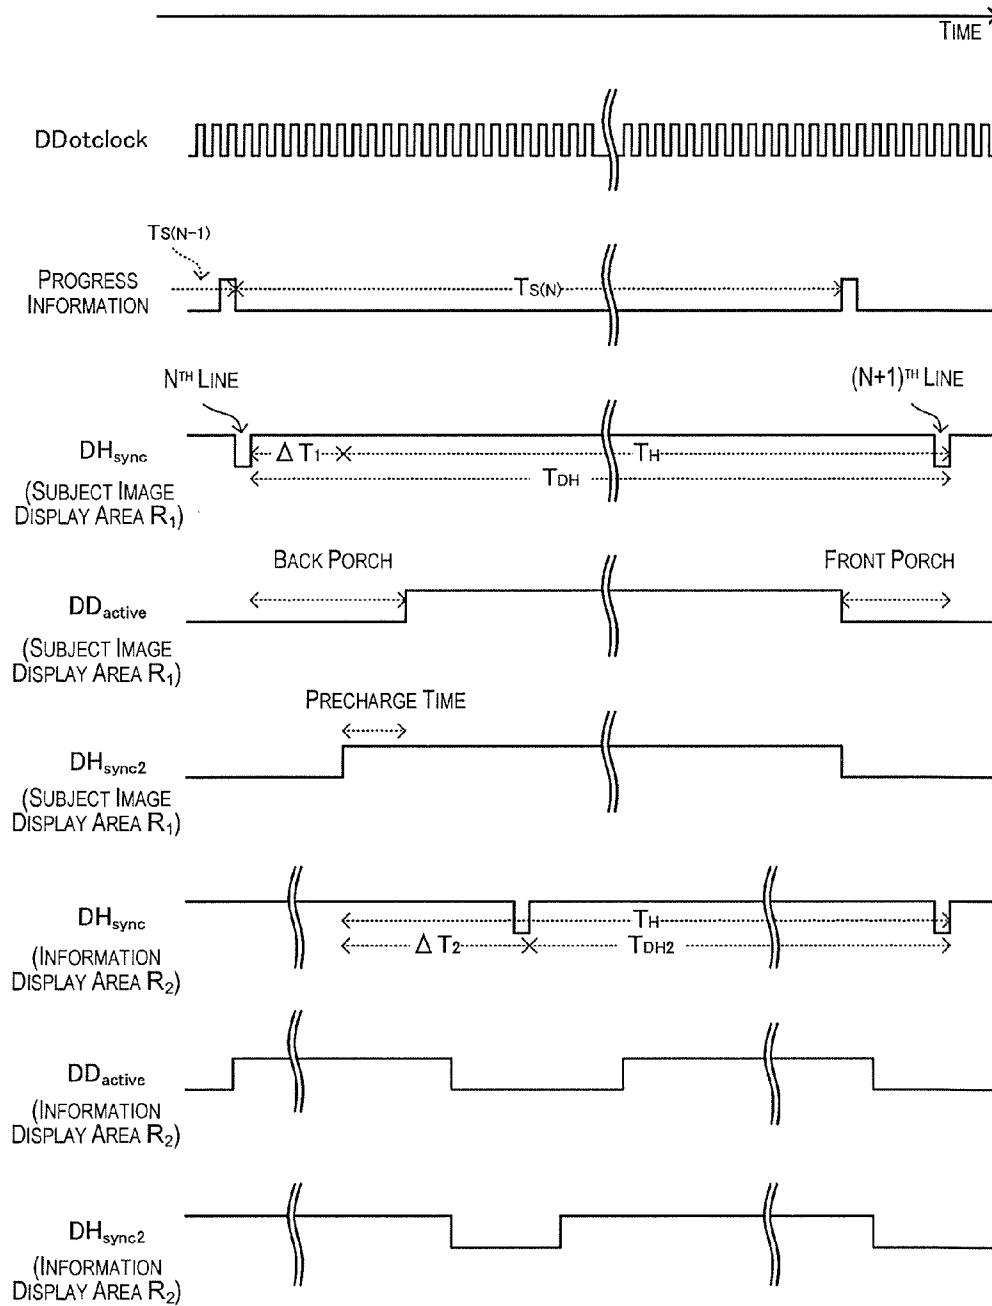 TIME
DDotclock
TS(N-1)
PROGRESS
INFORMATION
TS(N)
NTH LINE
(N+1)TH LINE
DHsync
Δ T1
TH
TDH
(SUBJECT IMAGE
DISPLAY AREA R1)
BACK PORCH
FRONT PORCH
DDactive
(SUBJECT IMAGE
DISPLAY AREA R1)
PRECHARGE TIME
DHsync2
(SUBJECT IMAGE
DISPLAY AREA R1)
DHsync
TH
Δ T2
TDH2
(INFORMATION
DISPLAY AREA R2)
DDactive
(INFORMATION
DISPLAY AREA R2)
DHsync2
(INFORMATION
DISPLAY AREA R2)